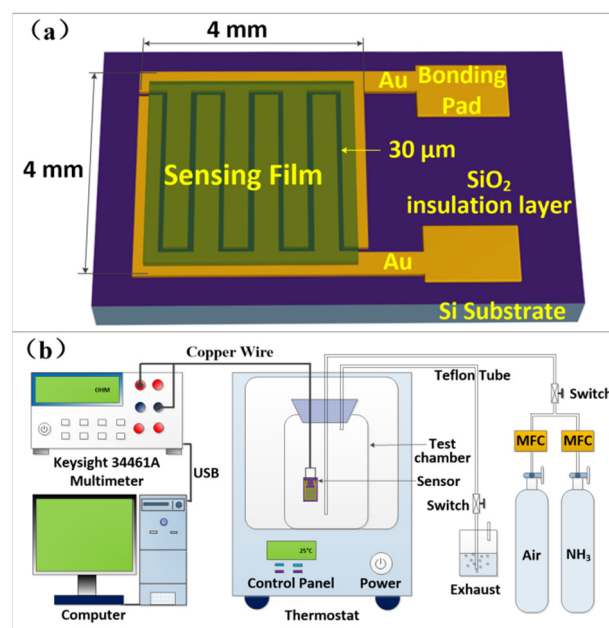 (a)
4 mm
4 mm
Au
Bonding
Pad
30 μm
Sensing Film
SiO₂
insulation layer
Au
Si Substrate
(b)
Copper Wire
OHM
Keysight 34461A
Multimeter
USB
Computer
25°C
Control Panel
Power
Thermostat
Teflon Tube
Test
chamber
Sensor
Switch
Exhaust
Switch
MFC
MFC
Air
NH₃